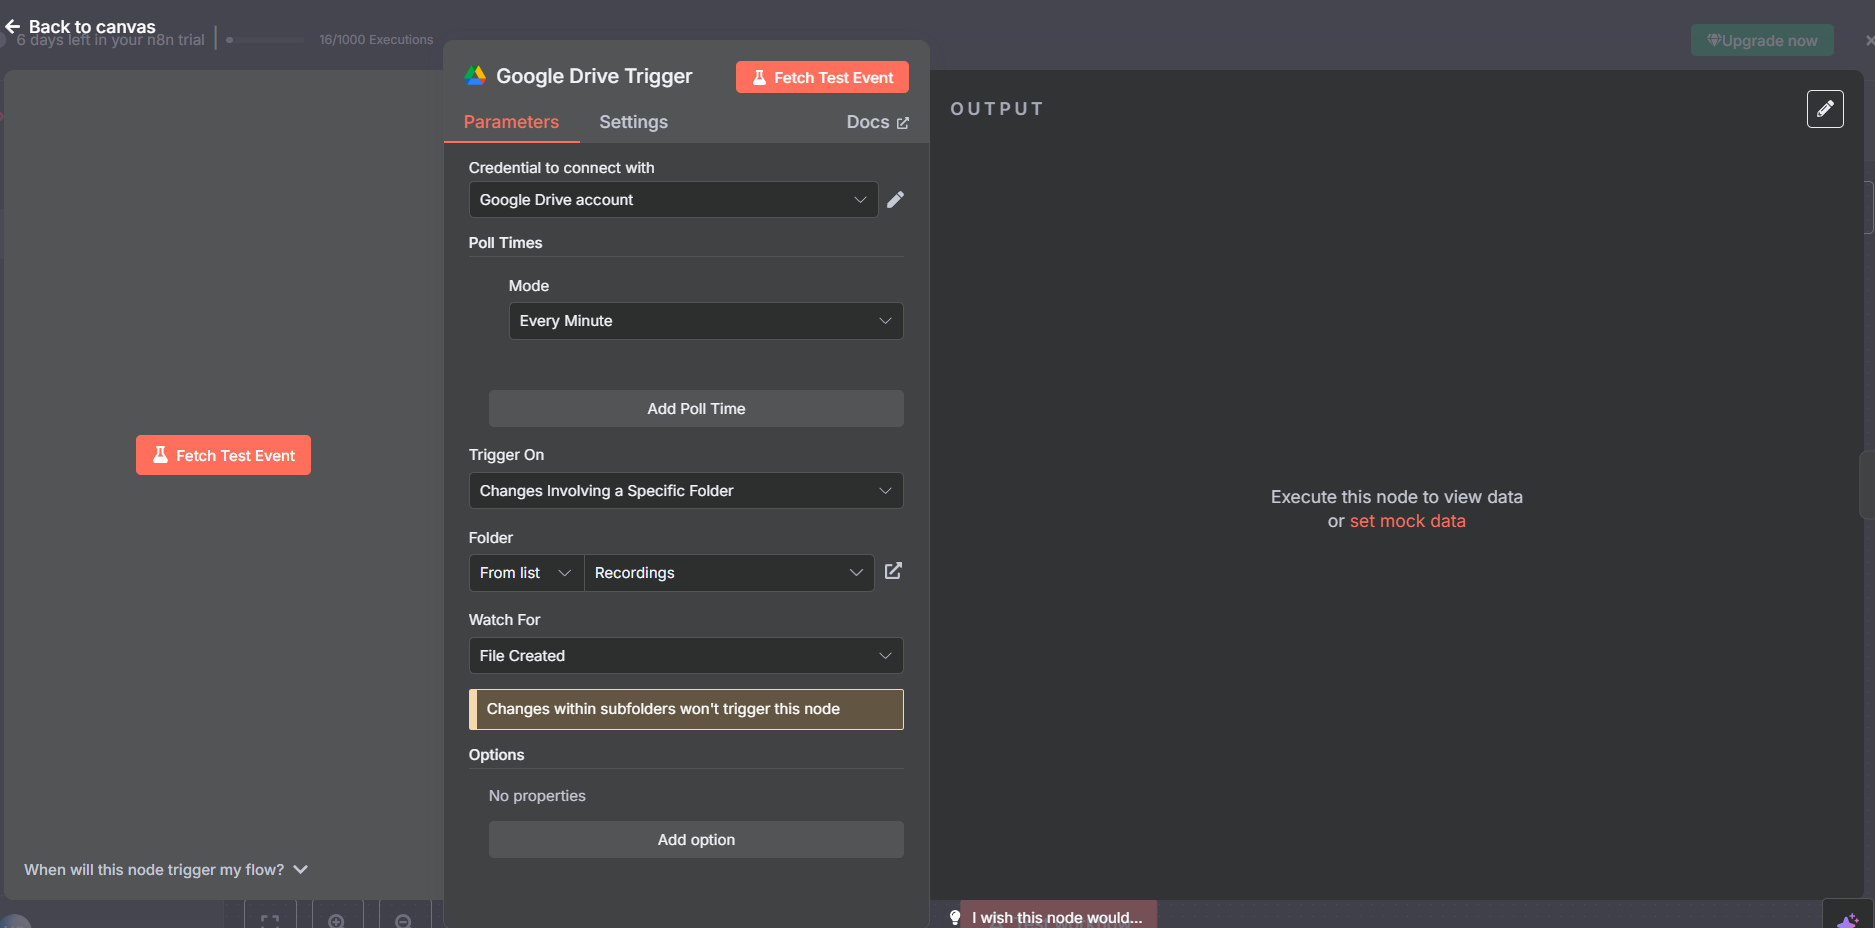 Back to canvas
6 days left in your n8n trial
16/1000 Executions
Upgrade now
Google Drive Trigger
Fetch Test Event
Parameters
Settings
Docs
Credential to connect with
Google Drive account
Poll Times
Mode
Every Minute
Add Poll Time
Trigger On
Changes Involving a Specific Folder
Folder
From list
Recordings
Watch For
File Created
Changes within subfolders won't trigger this node
Options
No properties
Add option
Fetch Test Event
When will this node trigger my flow?
OUTPUT
Execute this node to view data
or set mock data
I wish this node would...